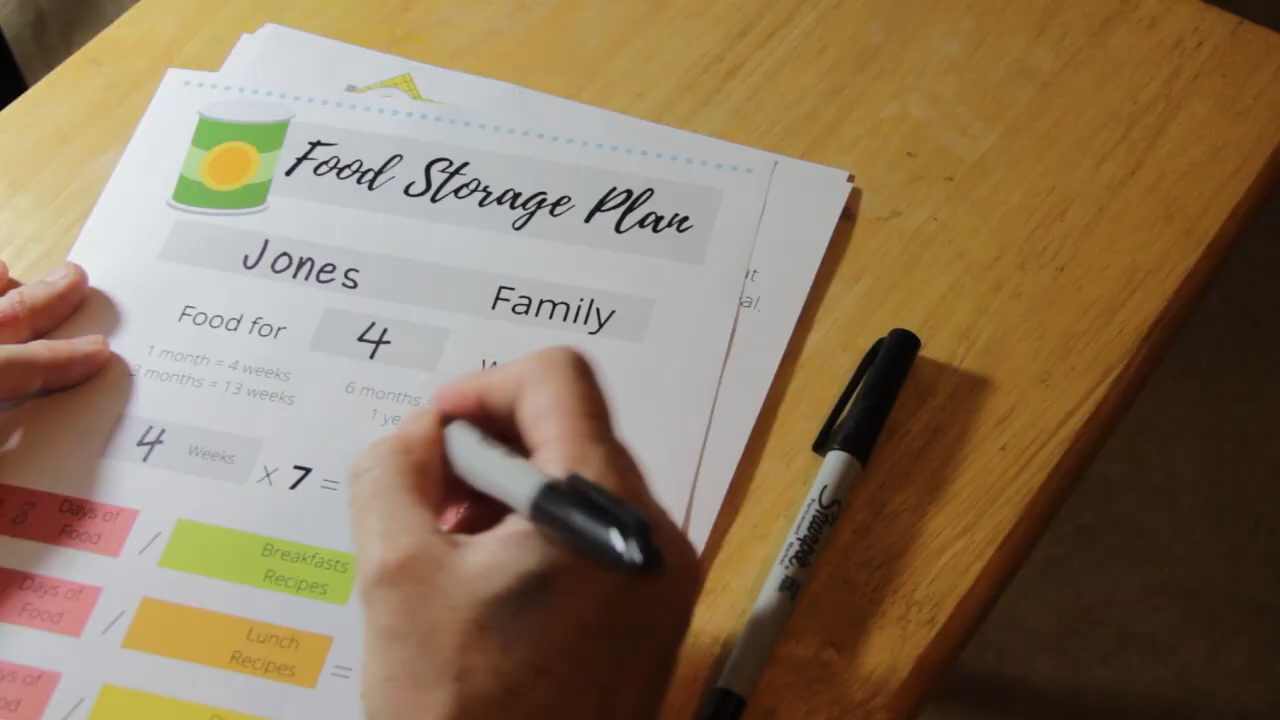 Food Storage Plan
Jones Family
Food for 4
1 month = 4 weeks
3 months = 13 weeks
6 months =
4 Weeks x 7 =
Days of
Food
/
Breakfasts
Recipes
Days of
Food
/
Lunch
Recipes
=
/
Sharpie